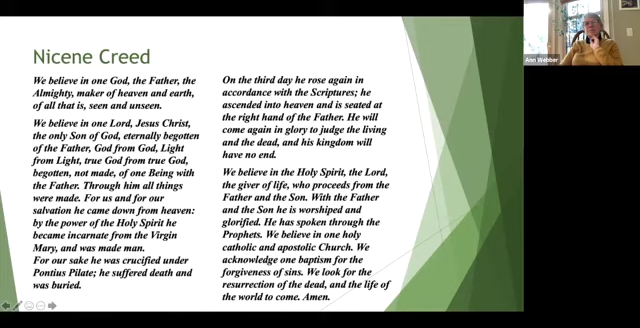 Nicene Creed
We believe in one God, the Father, the
Almighty, maker of heaven and earth,
of all that is, seen and unseen.
We believe in one Lord, Jesus Christ,
the only Son of God, eternally begotten
of the Father, God from God, Light
from Light, true God from true God,
begotten, not made, of one Being with
the Father. Through him all things
were made. For us and for our
salvation he came down from heaven:
by the power of the Holy Spirit he
became incarnate from the Virgin
Mary, and was made man.
For our sake he was crucified under
Pontius Pilate; he suffered death and
was buried.
On the third day he rose again in
accordance with the Scriptures; he
ascended into heaven and is seated at
the right hand of the Father. He will
come again in glory to judge the living
and the dead, and his kingdom will
have no end.
We believe in the Holy Spirit, the Lord,
the giver of life, who proceeds from the
Father and the Son. With the Father
and the Son he is worshiped and
glorified. He has spoken through the
Prophets. We believe in one holy
catholic and apostolic Church. We
acknowledge one baptism for the
forgiveness of sins. We look for the
resurrection of the dead, and the life of
the world to come. Amen.
Ann Webber